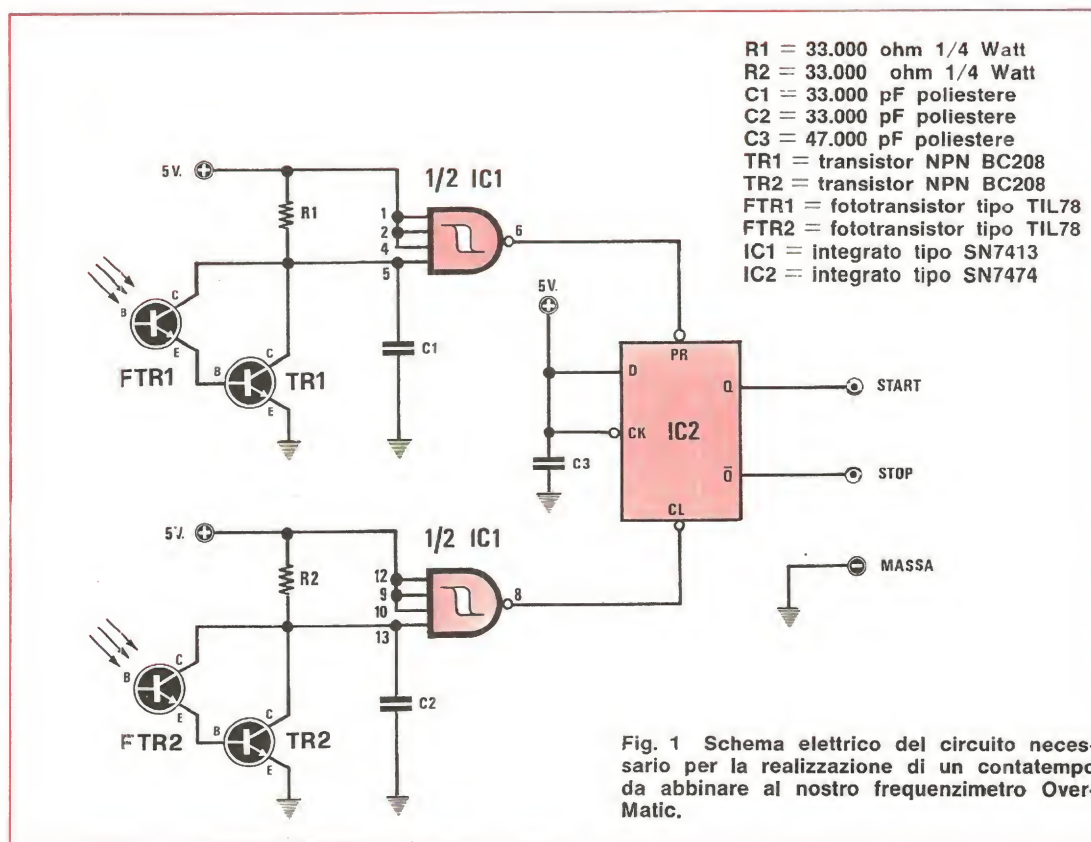 R1 = 33.000 ohm 1/4 Watt
R2 = 33.000 ohm 1/4 Watt
C1 = 33.000 pF poliestere
C2 = 33.000 pF poliestere
C3 = 47.000 pF poliestere
TR1 = transistor NPN BC208
TR2 = transistor NPN BC208
FTR1 = fototransistor tipo TIL78
FTR2 = fototransistor tipo TIL78
IC1 = integrato tipo SN7413
IC2 = integrato tipo SN7474
5V.
R1
1/2 IC1
1
2
4
5
6
C
B
E
FTR1
C
B
E
TR1
C1
5V.
PR
D
Q
START
CK
IC2
C3
Q̅
STOP
CL
MASSA
5V.
R2
1/2 IC1
12
9
10
13
8
C
B
E
FTR2
C
B
E
TR2
C2
Fig. 1 Schema elettrico del circuito neces-
sario per la realizzazione di un contatempo
da abbinare al nostro frequenzimetro Over-
Matic.